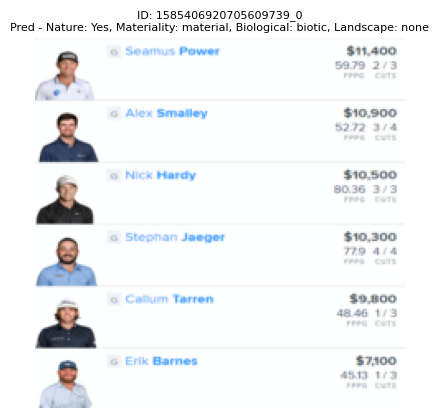 ID: 1585406920705609739_0
Pred - Nature: Yes, Materiality: material, Biological: biotic, Landscape: none
G Seamus Power $11,400
59.79 2 / 3
FPPG CUTS
G Alex Smalley $10,900
52.72 3 / 4
FPPG CUTS
G Nick Hardy $10,500
80.36 3 / 3
FPPG CUTS
G Stephan Jaeger $10,300
77.9 4 / 4
FPPG CUTS
G Callum Tarren $9,800
48.46 1 / 3
FPPG CUTS
G Erik Barnes $7,100
45.13 1 / 3
FPPG CUTS